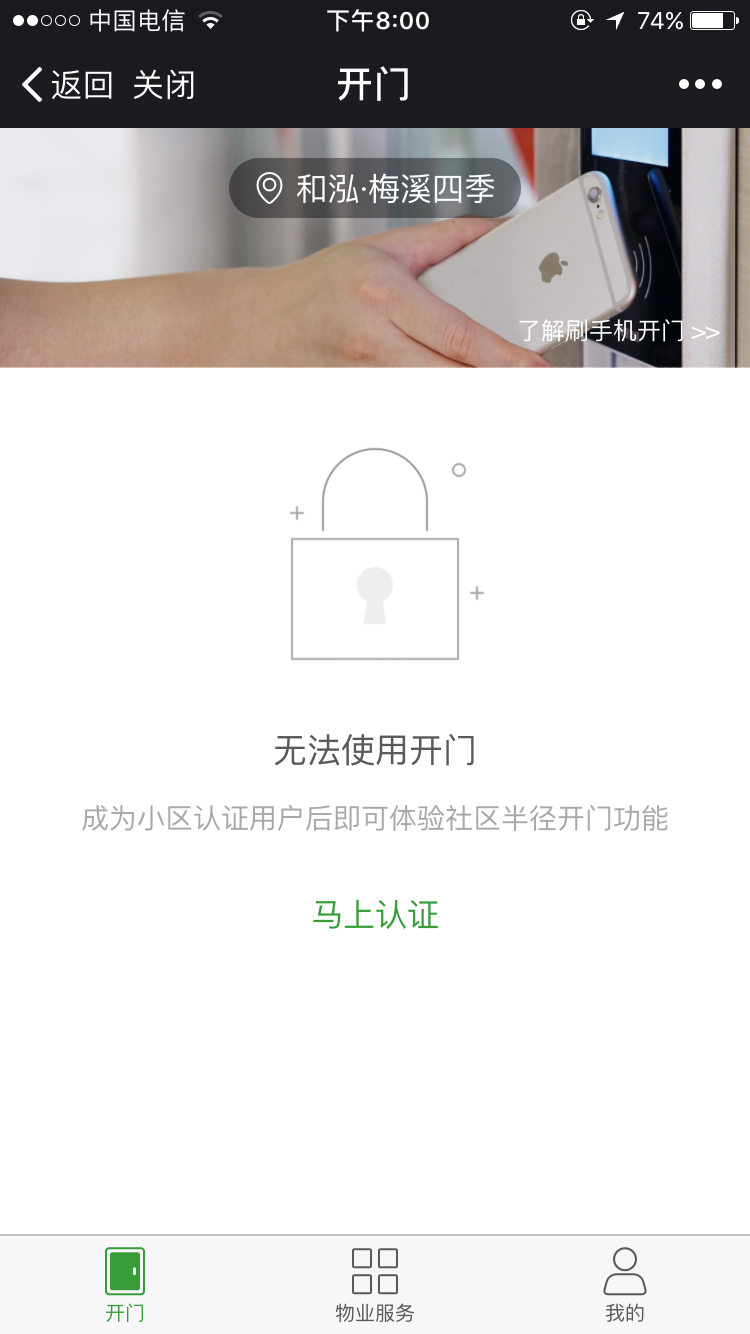 中国电信 下午8:00 74%
返回 关闭 开门
和泓·梅溪四季
了解刷手机开门 >>
无法使用开门
成为小区认证用户后即可体验社区半径开门功能
马上认证
开门 物业服务 我的